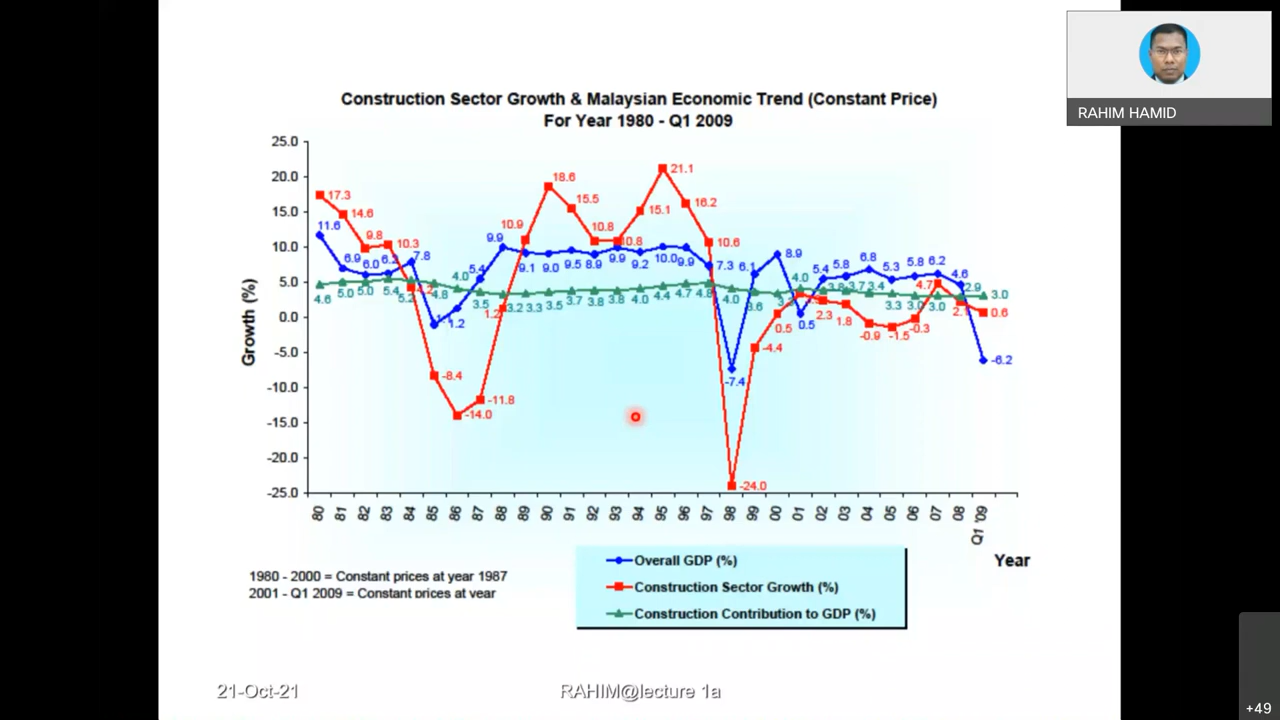 RAHIM HAMID
Construction Sector Growth & Malaysian Economic Trend (Constant Price)
For Year 1980 - Q1 2009
Growth (%)
25.0
20.0
15.0
10.0
5.0
0.0
-5.0
-10.0
-15.0
-20.0
-25.0
17.3 14.6 9.8 10.3 -8.4 -14.0 -11.8 1.2 10.9 18.6 15.5 10.8 10.8 15.1 21.1 16.2 10.6 -24.0 -4.4 0.5 2.3 1.8 -0.9 -1.5 -0.3 4.7 0.6
11.6 6.9 6.0 6.2 7.8 1.2 5.4 9.9 9.1 9.0 9.5 8.9 9.9 9.2 10.0 9.9 7.3 -7.4 6.1 8.9 0.5 5.4 5.8 6.8 5.3 5.8 6.2 4.6 -6.2
4.6 5.0 5.0 5.4 5.2 4.8 4.0 3.5 3.2 3.3 3.5 3.7 3.8 3.8 4.0 4.4 4.7 4.8 4.0 3.6 4.0 3.8 3.7 3.4 3.3 3.0 3.0 2.9 3.0
80 81 82 83 84 85 86 87 88 89 90 91 92 93 94 95 96 97 98 99 00 01 02 03 04 05 06 07 08 Q1 '09
Year
Overall GDP (%)
Construction Sector Growth (%)
Construction Contribution to GDP (%)
1980 - 2000 = Constant prices at year 1987
2001 - Q1 2009 = Constant prices at year
21-Oct-21
RAHIM@lecture 1a
+49